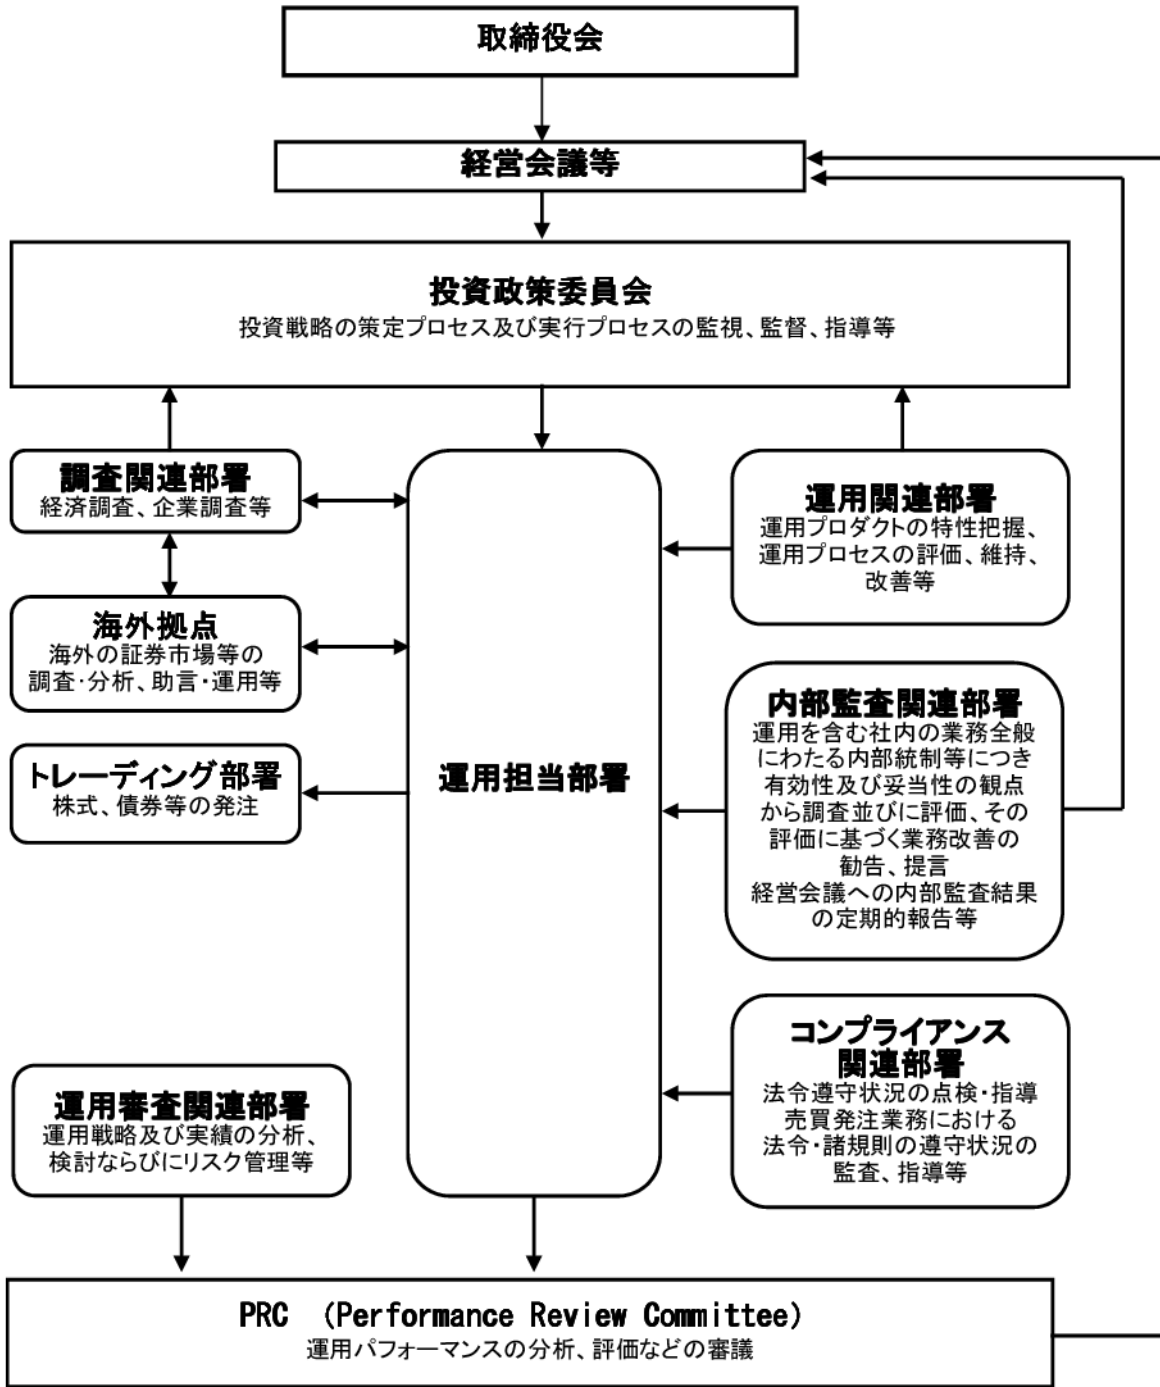 取締役会
経営会議等
投資政策委員会
投資戦略の策定プロセス及び実行プロセスの監視、監督、指導等
調査関連部署
経済調査、企業調査等
海外拠点
海外の証券市場等の
調査・分析、助言・運用等
トレーディング部署
株式、債券等の発注
運用担当部署
運用関連部署
運用プロダクトの特性把握、
運用プロセスの評価、維持、
改善等
内部監査関連部署
運用を含む社内の業務全般
にわたる内部統制等につき
有効性及び妥当性の観点
から調査並びに評価、その
評価に基づく業務改善の
勧告、提言
経営会議への内部監査結果
の定期的報告等
コンプライアンス
関連部署
法令遵守状況の点検・指導
売買発注業務における
法令・諸規則の遵守状況の
監査、指導等
運用審査関連部署
運用戦略及び実績の分析、
検討ならびにリスク管理等
PRC (Performance Review Committee)
運用パフォーマンスの分析、評価などの審議